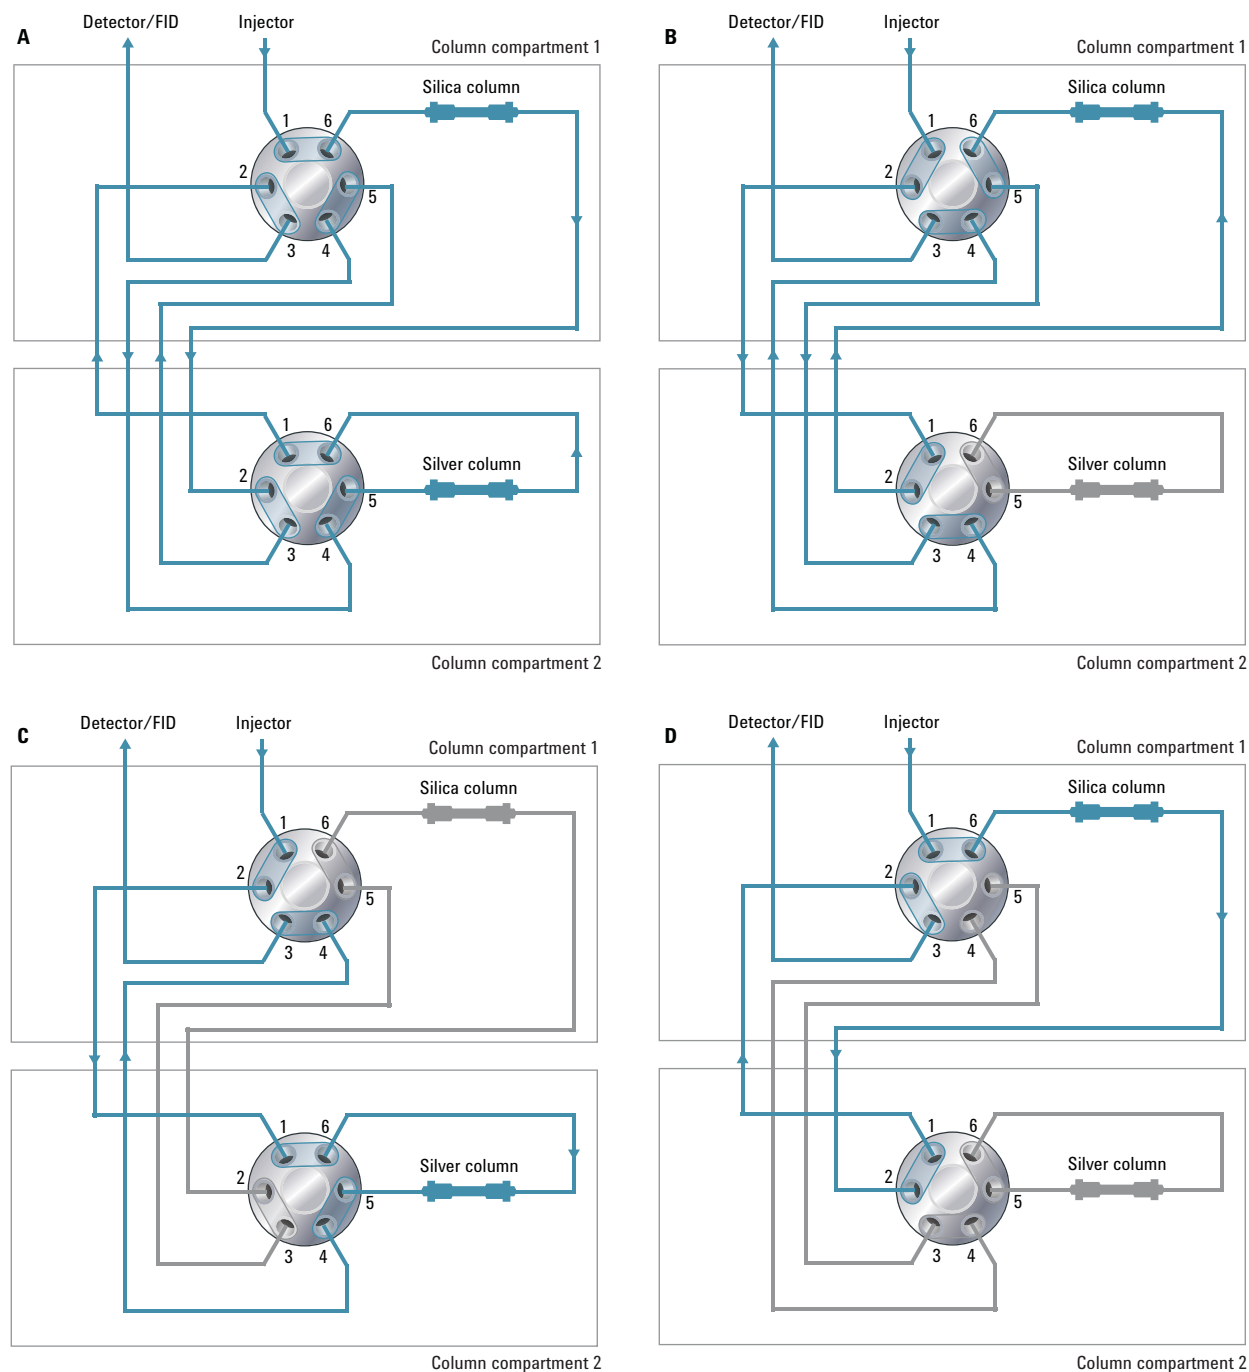 A
Detector/FID Injector
Column compartment 1
Silica column
1 6
2 5
3 4
1 6
Silver column
2 5
3 4
Column compartment 2
B
Detector/FID Injector
Column compartment 1
Silica column
1 6
2 5
3 4
1 6
Silver column
2 5
3 4
Column compartment 2
C
Detector/FID Injector
Column compartment 1
Silica column
1 6
2 5
3 4
1 6
Silver column
2 5
3 4
Column compartment 2
D
Detector/FID Injector
Column compartment 1
Silica column
1 6
2 5
3 4
1 6
Silver column
2 5
3 4
Column compartment 2